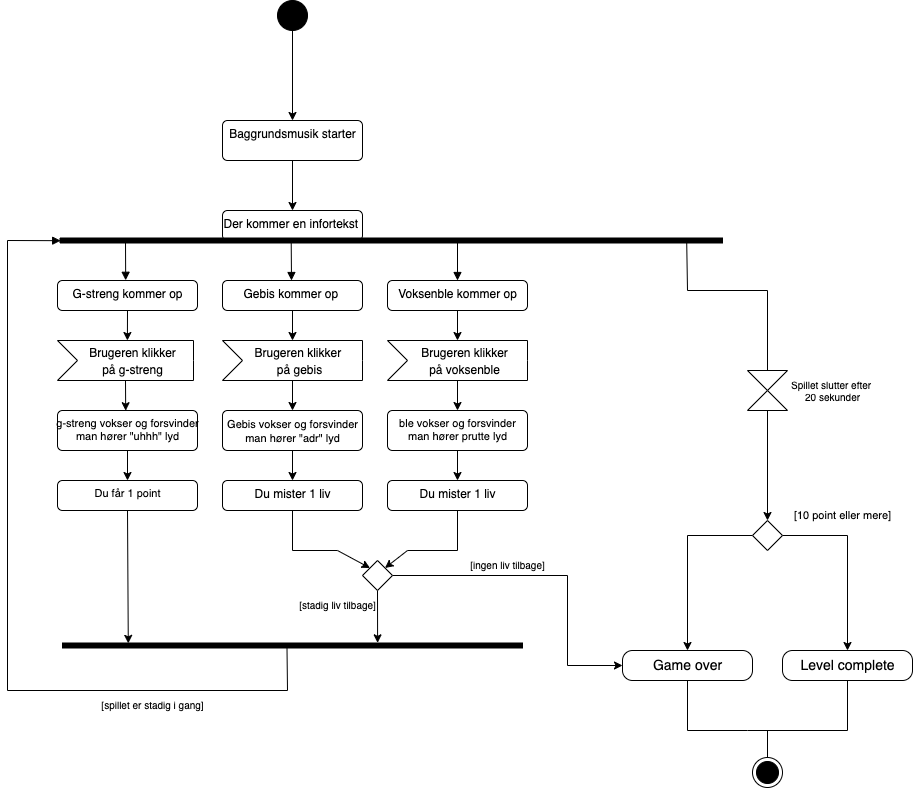 Baggrundsmusik starter
Der kommer en infortekst
G-streng kommer op
Gebis kommer op
Voksenble kommer op
Brugeren klikker
på g-streng
Brugeren klikker
på gebis
Brugeren klikker
på voksenble
Spillet slutter efter
20 sekunder
g-streng vokser og forsvinder
man hører "uhhh" lyd
Gebis vokser og forsvinder
man hører "adr" lyd
ble vokser og forsvinder
man hører prutte lyd
Du får 1 point
Du mister 1 liv
Du mister 1 liv
[10 point eller mere]
[ingen liv tilbage]
[stadig liv tilbage]
Game over
Level complete
[spillet er stadig i gang]